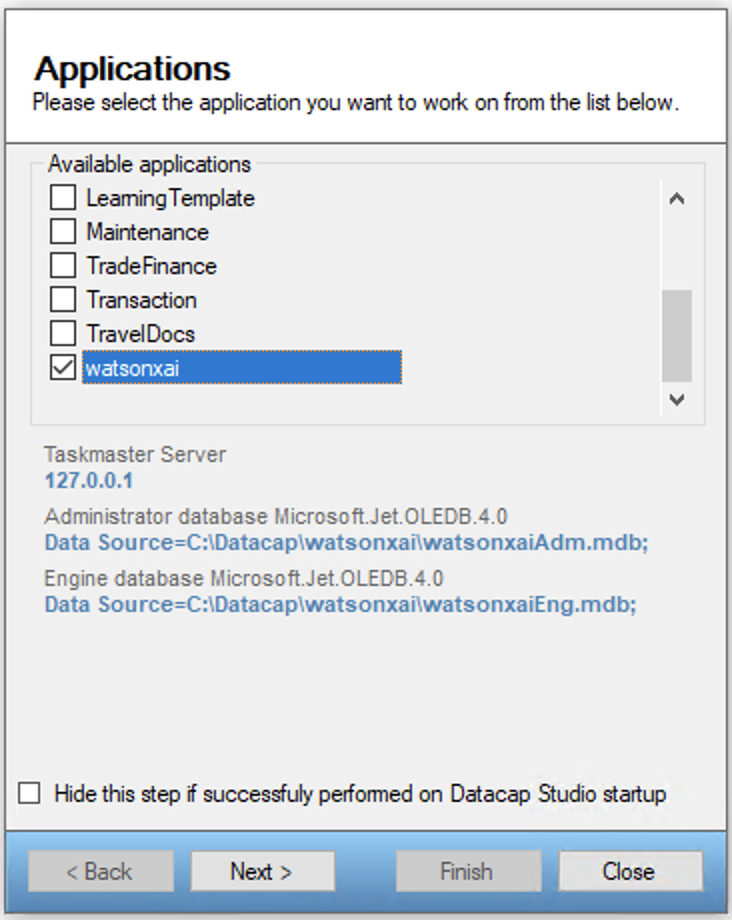 Applications
Please select the application you want to work on from the list below.
Available applications
LearningTemplate
Maintenance
TradeFinance
Transaction
TravelDocs
watsonxai
Taskmaster Server
127.0.0.1
Administrator database Microsoft.Jet.OLEDB.4.0
Data Source=C:\Datacap\watsonxai\watsonxaiAdm.mdb;
Engine database Microsoft.Jet.OLEDB.4.0
Data Source=C:\Datacap\watsonxai\watsonxaiEng.mdb;
Hide this step if successfuly performed on Datacap Studio startup
< Back Next > Finish Close